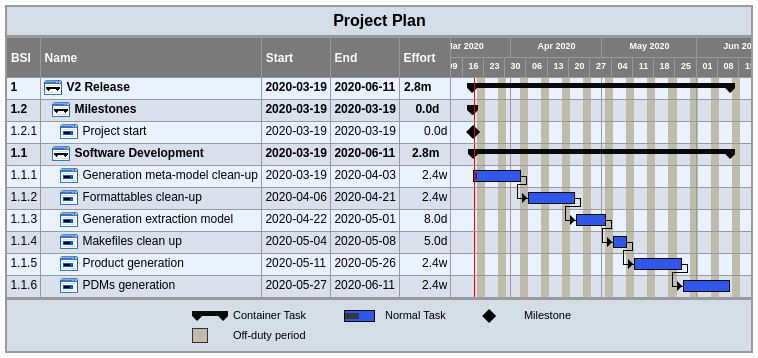 Project Plan
BSI Name Start End Effort Mar 2020 Apr 2020 May 2020 Jun 20
09 16 23 30 06 13 20 27 04 11 18 25 01 08 15
1 V2 Release 2020-03-19 2020-06-11 2.8m
1.2 Milestones 2020-03-19 2020-03-19 0.0d
1.2.1 Project start 2020-03-19 2020-03-19 0.0d
1.1 Software Development 2020-03-19 2020-06-11 2.8m
1.1.1 Generation meta-model clean-up 2020-03-19 2020-04-03 2.4w
1.1.2 Formattables clean-up 2020-04-06 2020-04-21 2.4w
1.1.3 Generation extraction model 2020-04-22 2020-05-01 8.0d
1.1.4 Makefiles clean up 2020-05-04 2020-05-08 5.0d
1.1.5 Product generation 2020-05-11 2020-05-26 2.4w
1.1.6 PDMs generation 2020-05-27 2020-06-11 2.4w
Container Task Normal Task Milestone
Off-duty period